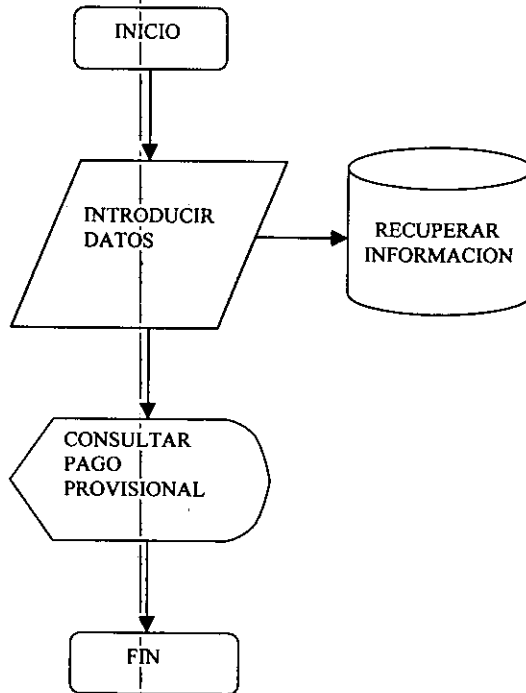 INICIO
INTRODUCIR
DATOS
RECUPERAR
INFORMACION
CONSULTAR
PAGO
PROVISIONAL
FIN